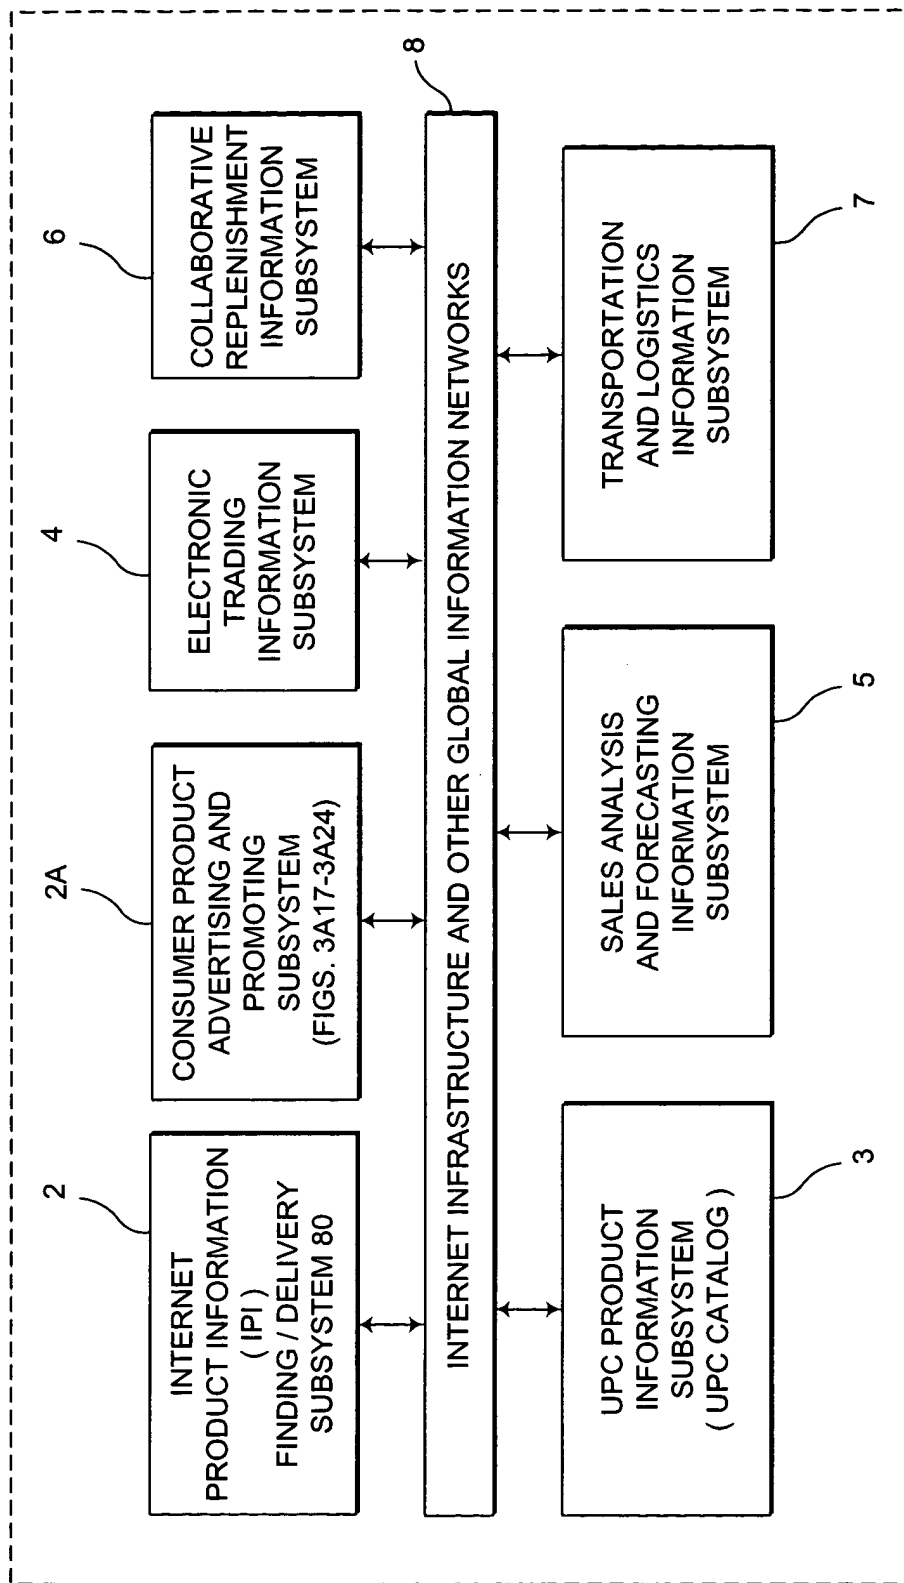 2
INTERNET
PRODUCT INFORMATION
( IPI )
FINDING / DELIVERY
SUBSYSTEM 80
2A
CONSUMER PRODUCT
ADVERTISING AND
PROMOTING
SUBSYSTEM
(FIGS. 3A17-3A24)
4
ELECTRONIC
TRADING
INFORMATION
SUBSYSTEM
6
COLLABORATIVE
REPLENISHMENT
INFORMATION
SUBSYSTEM
8
INTERNET INFRASTRUCTURE AND OTHER GLOBAL INFORMATION NETWORKS
UPC PRODUCT
INFORMATION
SUBSYSTEM
( UPC CATALOG )
3
SALES ANALYSIS
AND FORECASTING
INFORMATION
SUBSYSTEM
5
TRANSPORTATION
AND LOGISTICS
INFORMATION
SUBSYSTEM
7